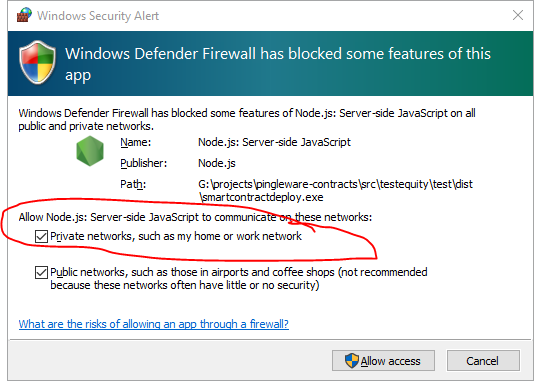 Windows Security Alert
Windows Defender Firewall has blocked some features of this
app
Windows Defender Firewall has blocked some features of Node.js: Server-side JavaScript on all
public and private networks.
Name: Node.js: Server-side JavaScript
Publisher: Node.js
Path: G:\projects\pingleware-contracts\src\testequity\test\dist
\smartcontractdeploy.exe
Allow Node.js: Server-side JavaScript to communicate on these networks:
Private networks, such as my home or work network
Public networks, such as those in airports and coffee shops (not recommended
because these networks often have little or no security)
What are the risks of allowing an app through a firewall?
Allow access Cancel